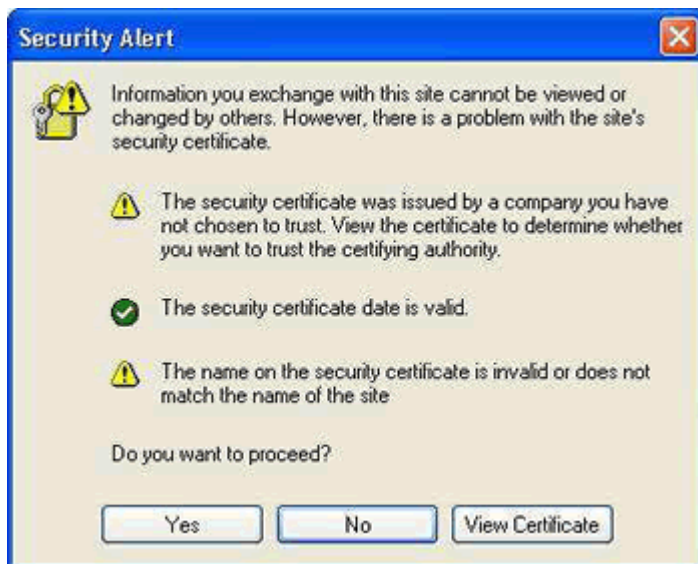 Security Alert
Information you exchange with this site cannot be viewed or
changed by others. However, there is a problem with the site's
security certificate.
The security certificate was issued by a company you have
not chosen to trust. View the certificate to determine whether
you want to trust the certifying authority.
The security certificate date is valid.
The name on the security certificate is invalid or does not
match the name of the site
Do you want to proceed?
Yes No View Certificate